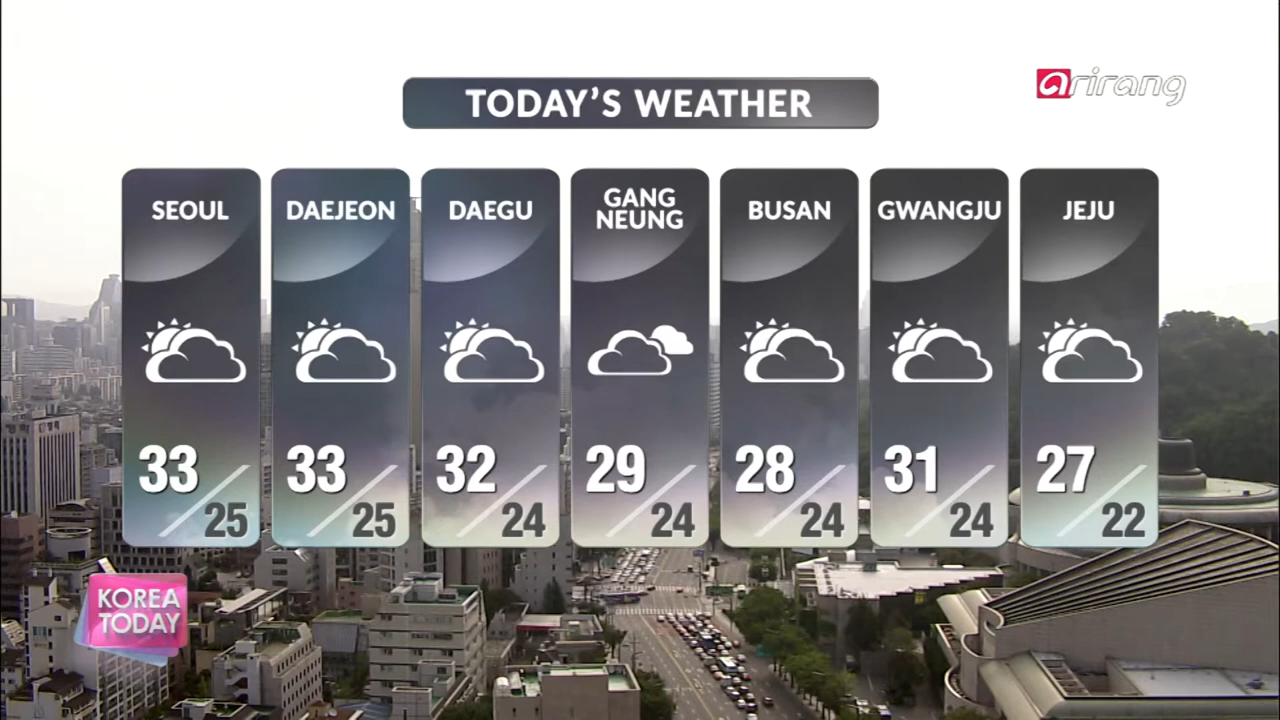 TODAY'S WEATHER
arirang
SEOUL
33
25
DAEJEON
33
25
DAEGU
32
24
GANG
NEUNG
29
24
BUSAN
28
24
GWANGJU
31
24
JEJU
27
22
KOREA
TODAY